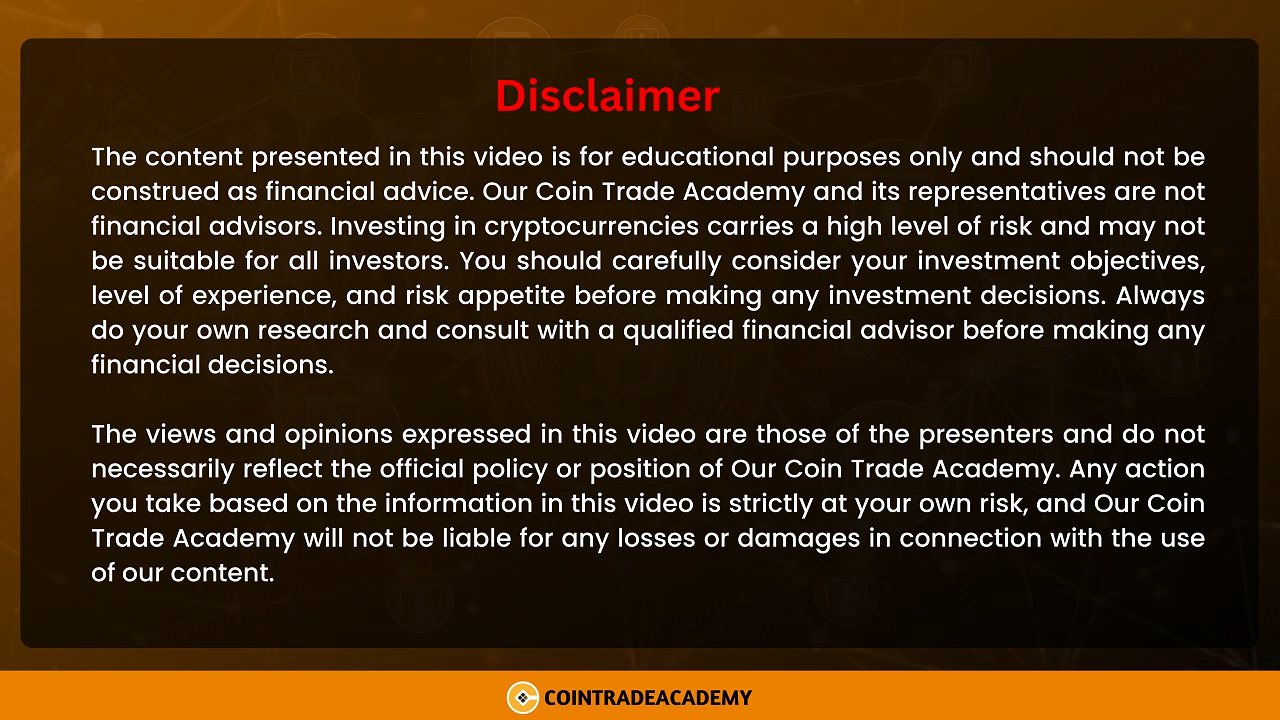 Disclaimer
The content presented in this video is for educational purposes only and should not be
construed as financial advice. Our Coin Trade Academy and its representatives are not
financial advisors. Investing in cryptocurrencies carries a high level of risk and may not
be suitable for all investors. You should carefully consider your investment objectives,
level of experience, and risk appetite before making any investment decisions. Always
do your own research and consult with a qualified financial advisor before making any
financial decisions.
The views and opinions expressed in this video are those of the presenters and do not
necessarily reflect the official policy or position of Our Coin Trade Academy. Any action
you take based on the information in this video is strictly at your own risk, and Our Coin
Trade Academy will not be liable for any losses or damages in connection with the use
of our content.
COINTRADEACADEMY